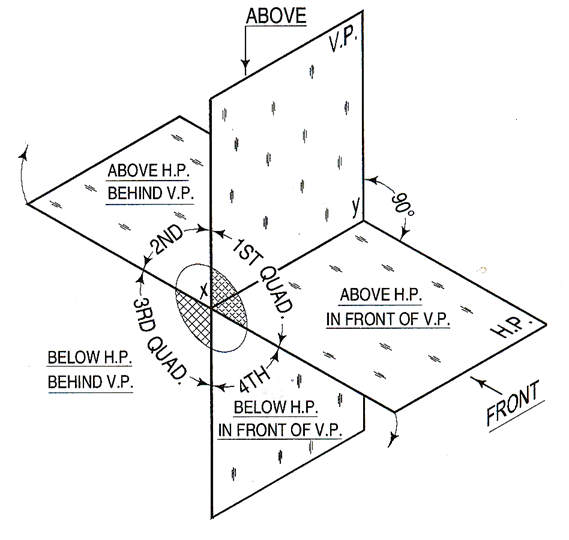 ABOVE
V.P.
ABOVE H.P.
BEHIND V.P.
90°
y
2ND
1ST QUAD.
x
ABOVE H.P.
IN FRONT OF V.P.
H.P.
3RD QUAD.
BELOW H.P.
BEHIND V.P.
4TH
BELOW H.P.
IN FRONT OF V.P.
FRONT